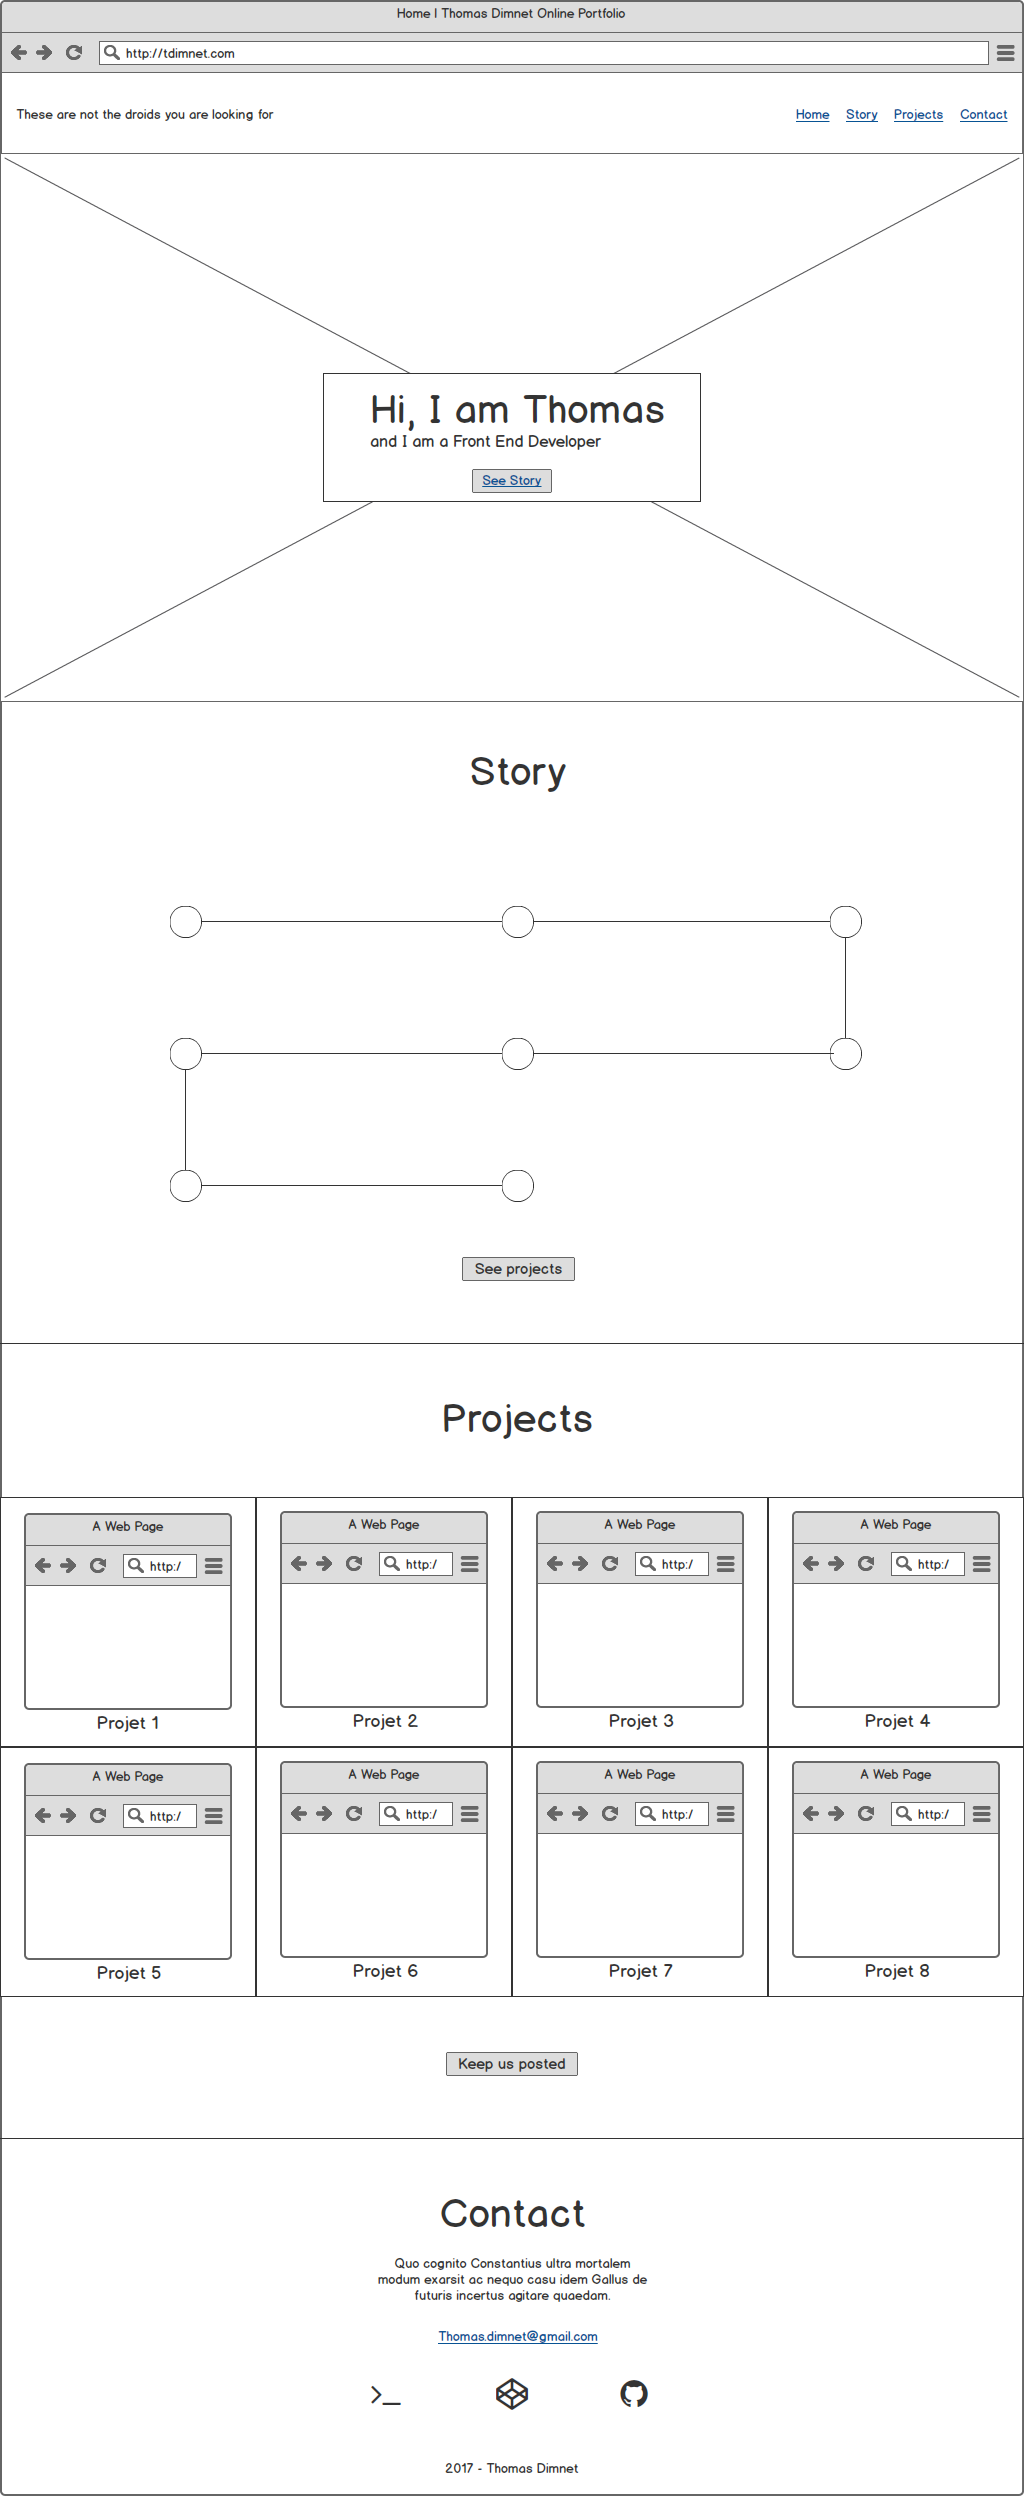 Home | Thomas Dimnet Online Portfolio
http://tdimnet.com
These are not the droids you are looking for
Home Story Projects Contact
Hi, I am Thomas
and I am a Front End Developer
See Story
Story
See projects
Projects
A Web Page
http:/
Projet 1
A Web Page
http:/
Projet 2
A Web Page
http:/
Projet 3
A Web Page
http:/
Projet 4
A Web Page
http:/
Projet 5
A Web Page
http:/
Projet 6
A Web Page
http:/
Projet 7
A Web Page
http:/
Projet 8
Keep us posted
Contact
Quo cognito Constantius ultra mortalem
modum exarsit ac nequo casu idem Gallus de
futuris incertus agitare quaedam.
Thomas.dimnet@gmail.com
2017 - Thomas Dimnet